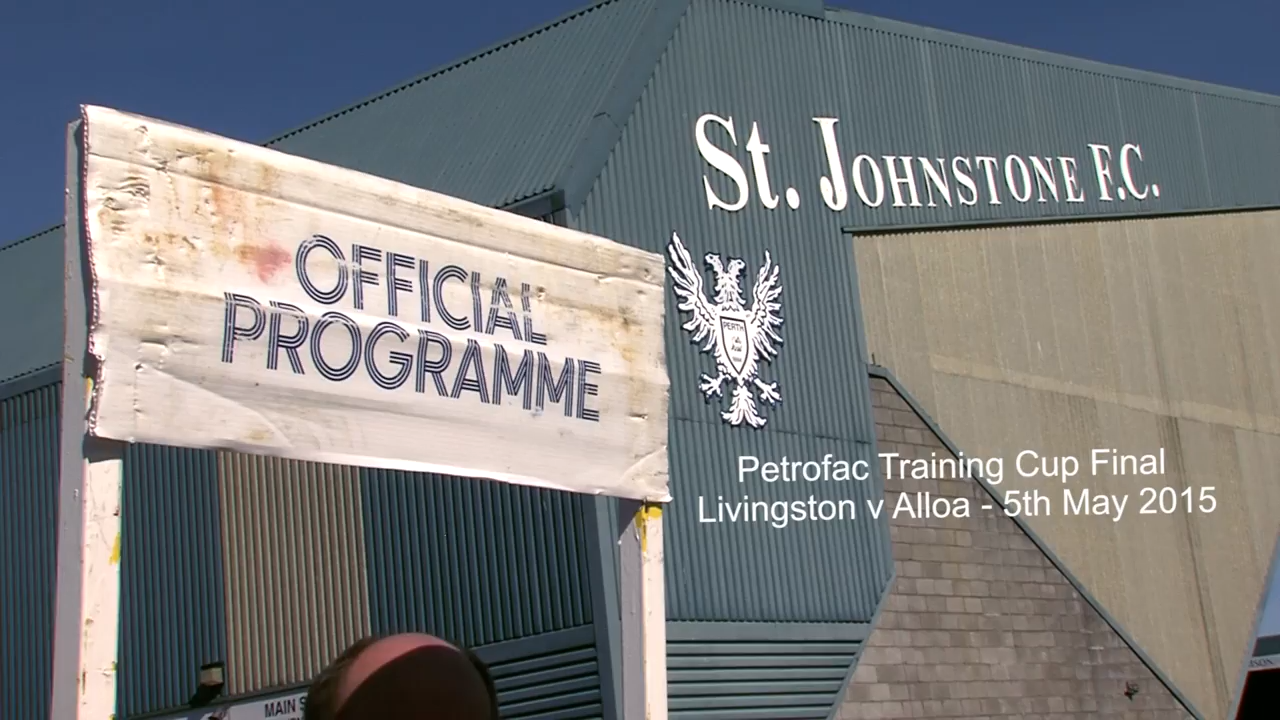 OFFICIAL
PROGRAMME
St. JOHNSTONE F.C.
PERTH
Petrofac Training Cup Final
Livingston v Alloa - 5th May 2015
MAIN